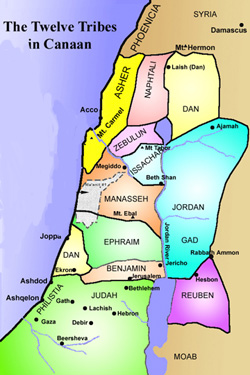 The Twelve Tribes
in Canaan
PHOENICIA
SYRIA
Damascus
Mt. Hermon
ASHER
NAPHTALI
Laish (Dan)
DAN
Acco
Mt. Carmel
Ajamah
ZEBULUN
Mt Tabor
ISSACHAR
Megiddo
Beth Shan
MANASSEH
Mt. Ebal
JORDAN
Joppa
EPHRAIM
Jordan River
GAD
DAN
Rabbah Ammon
Ekron
BENJAMIN
Jericho
Ashdod
Jerusalem
Hesbon
PHILISTIA
Bethlehem
REUBEN
Ashqelon
JUDAH
Gath
Lachish
Hebron
Gaza
Debir
Beersheva
MOAB